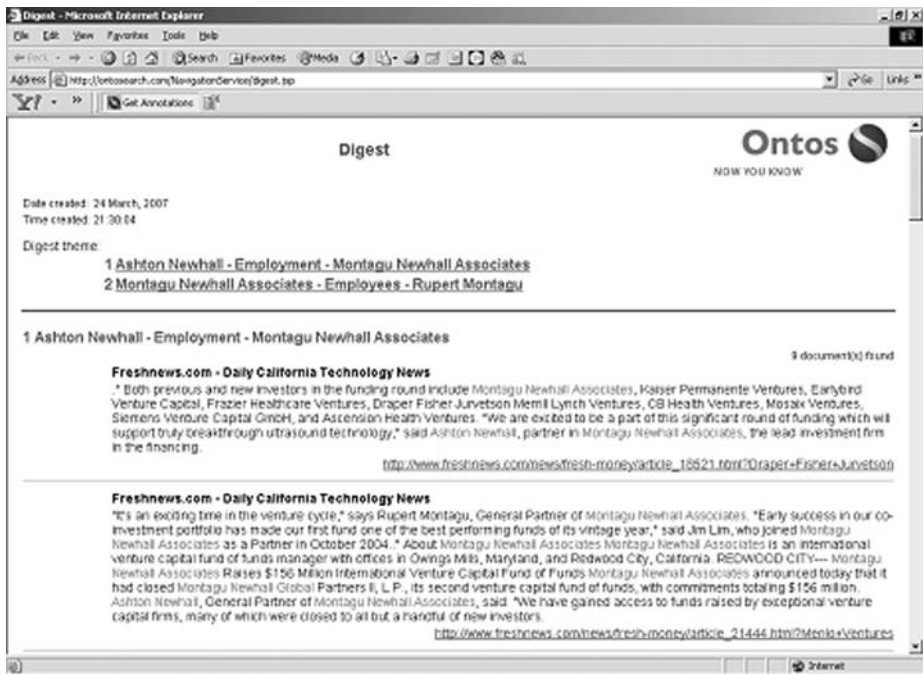 Digest - Microsoft Internet Explorer
File Edit View Favorites Tools Help
Back Search Favorites Media
Address http://ontosearch.com/NavigationService/digest.jsp Go Links »
Y! » Get Annotations
Digest
Ontos
NOW YOU KNOW
Date created: 24 March, 2007
Time created: 21:30:04
Digest theme:
1 Ashton Newhall - Employment - Montagu Newhall Associates
2 Montagu Newhall Associates - Employees - Rupert Montagu
1 Ashton Newhall - Employment - Montagu Newhall Associates
9 document(s) found
Freshnews.com - Daily California Technology News
." Both previous and new investors in the funding round include Montagu Newhall Associates, Kaiser Permanente Ventures, Earlybird
Venture Capital, Frazier Healthcare Ventures, Draper Fisher Jurvetson Merrill Lynch Ventures, CB Health Ventures, Mosaix Ventures,
Siemens Venture Capital GmbH, and Ascension Health Ventures. "We are excited to be a part of this significant round of funding which will
support truly breakthrough ultrasound technology," said Ashton Newhall, partner in Montagu Newhall Associates, the lead investment firm
in the financing.
http://www.freshnews.com/news/fresh-money/article_18521.html?Draper+Fisher+Jurvetson
Freshnews.com - Daily California Technology News
"It's an exciting time in the venture cycle," says Rupert Montagu, General Partner of Montagu Newhall Associates. "Early success in our co-
investment portfolio has made our first fund one of the best performing funds of its vintage year," said Jim Lim, who joined Montagu
Newhall Associates as a Partner in October 2004." About Montagu Newhall Associates Montagu Newhall Associates is an international
venture capital fund of funds manager with offices in Owings Mills, Maryland, and Redwood City, California. REDWOOD CITY--- Montagu
Newhall Associates Raises $156 Million International Venture Capital Fund of Funds Montagu Newhall Associates announced today that it
had closed Montagu Newhall Global Partners II, L.P., its second venture capital fund of funds, with commitments totaling $156 million.
Ashton Newhall, General Partner of Montagu Newhall Associates, said: "We have gained access to funds raised by exceptional venture
capital firms, many of which were closed to all but a handful of new investors.
http://www.freshnews.com/news/fresh-money/article_21444.html?Menlo+Ventures
Internet